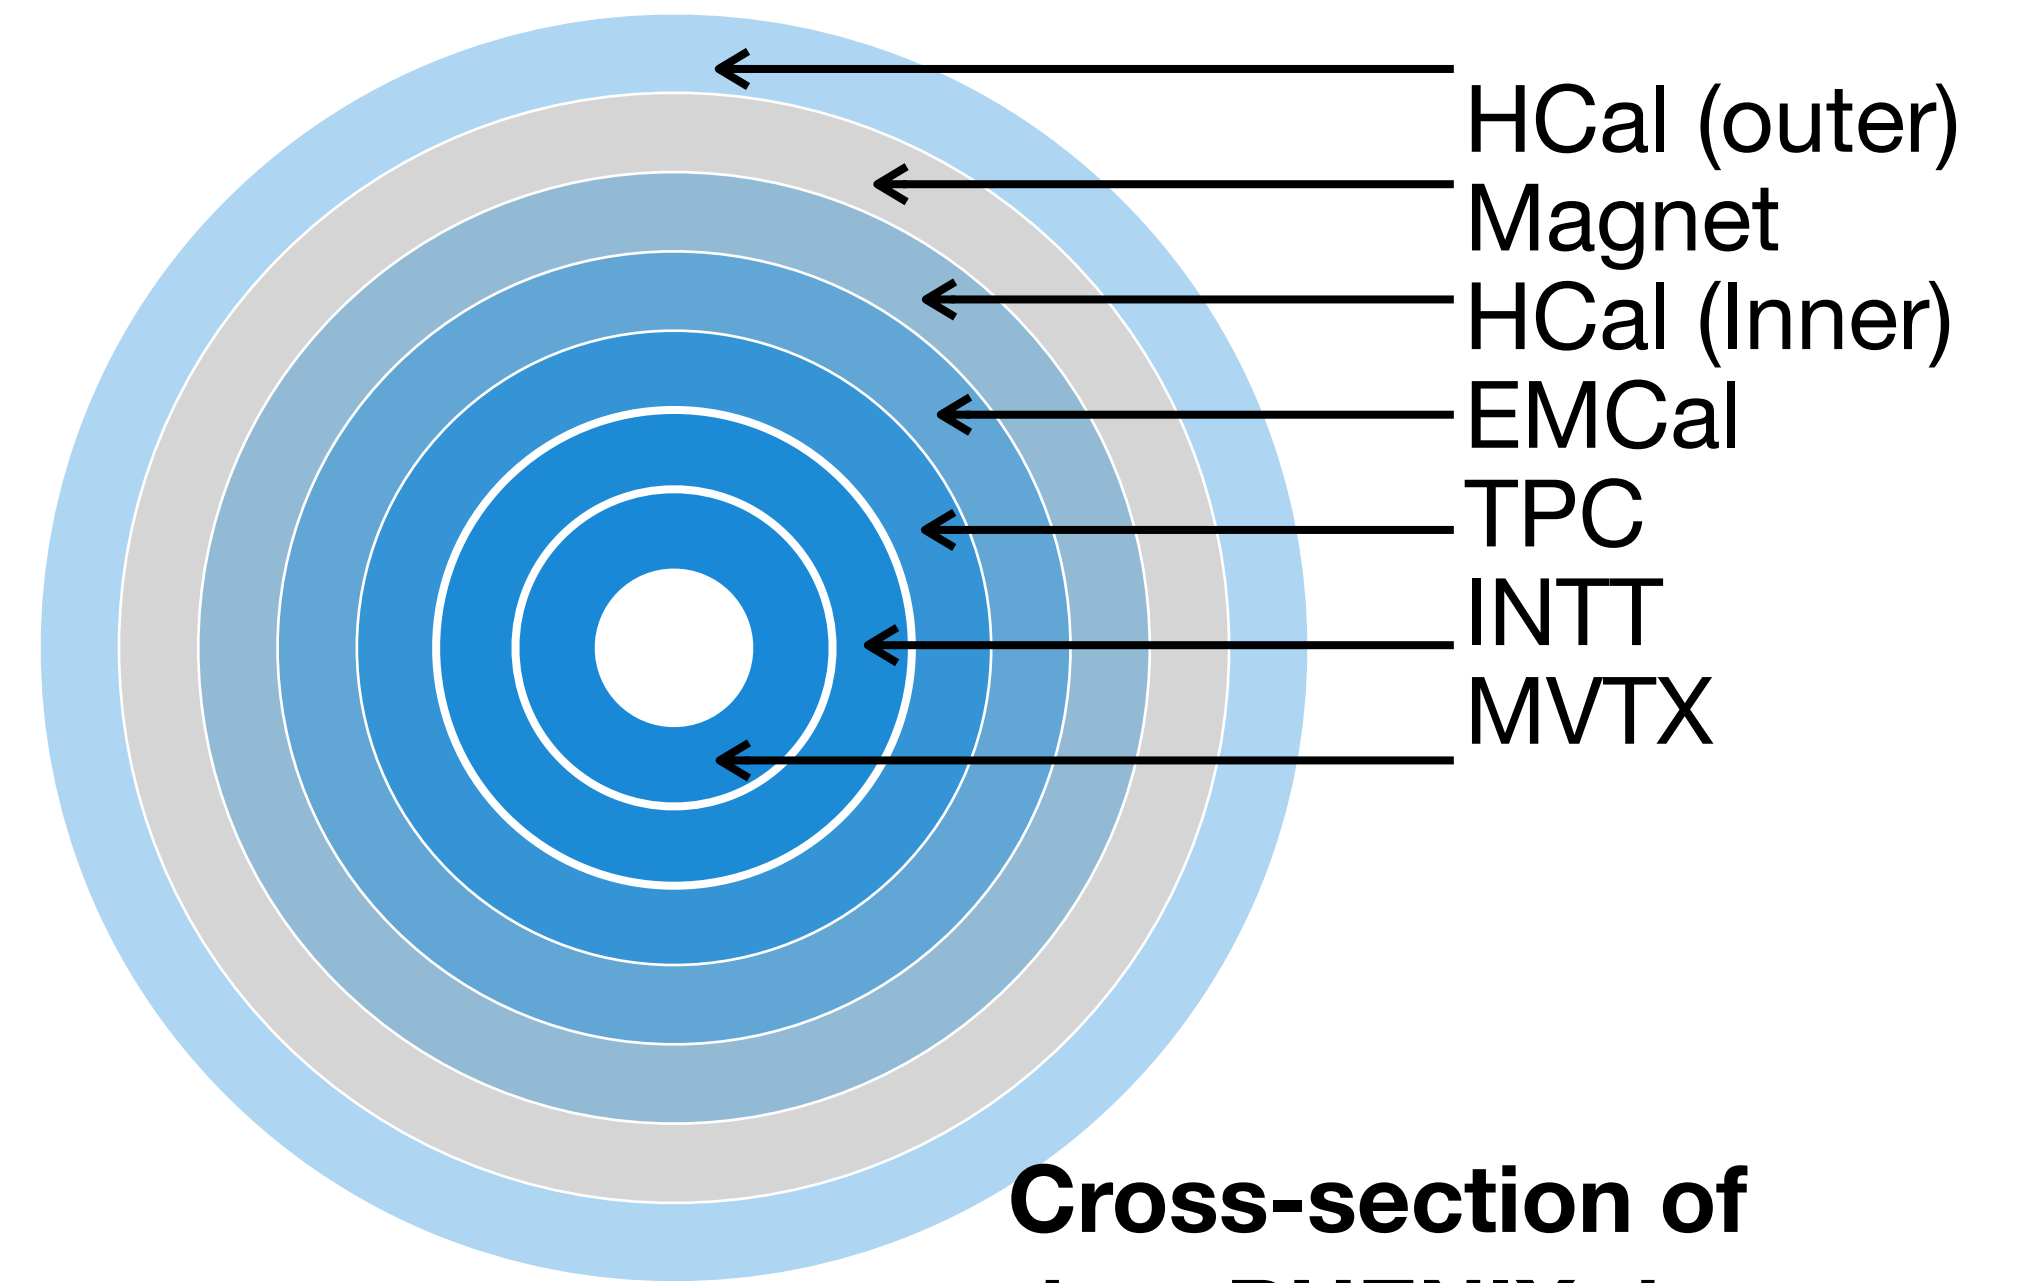 HCal (outer)
Magnet
HCal (Inner)
EMCal
TPC
INTT
MVTX
Cross-section of